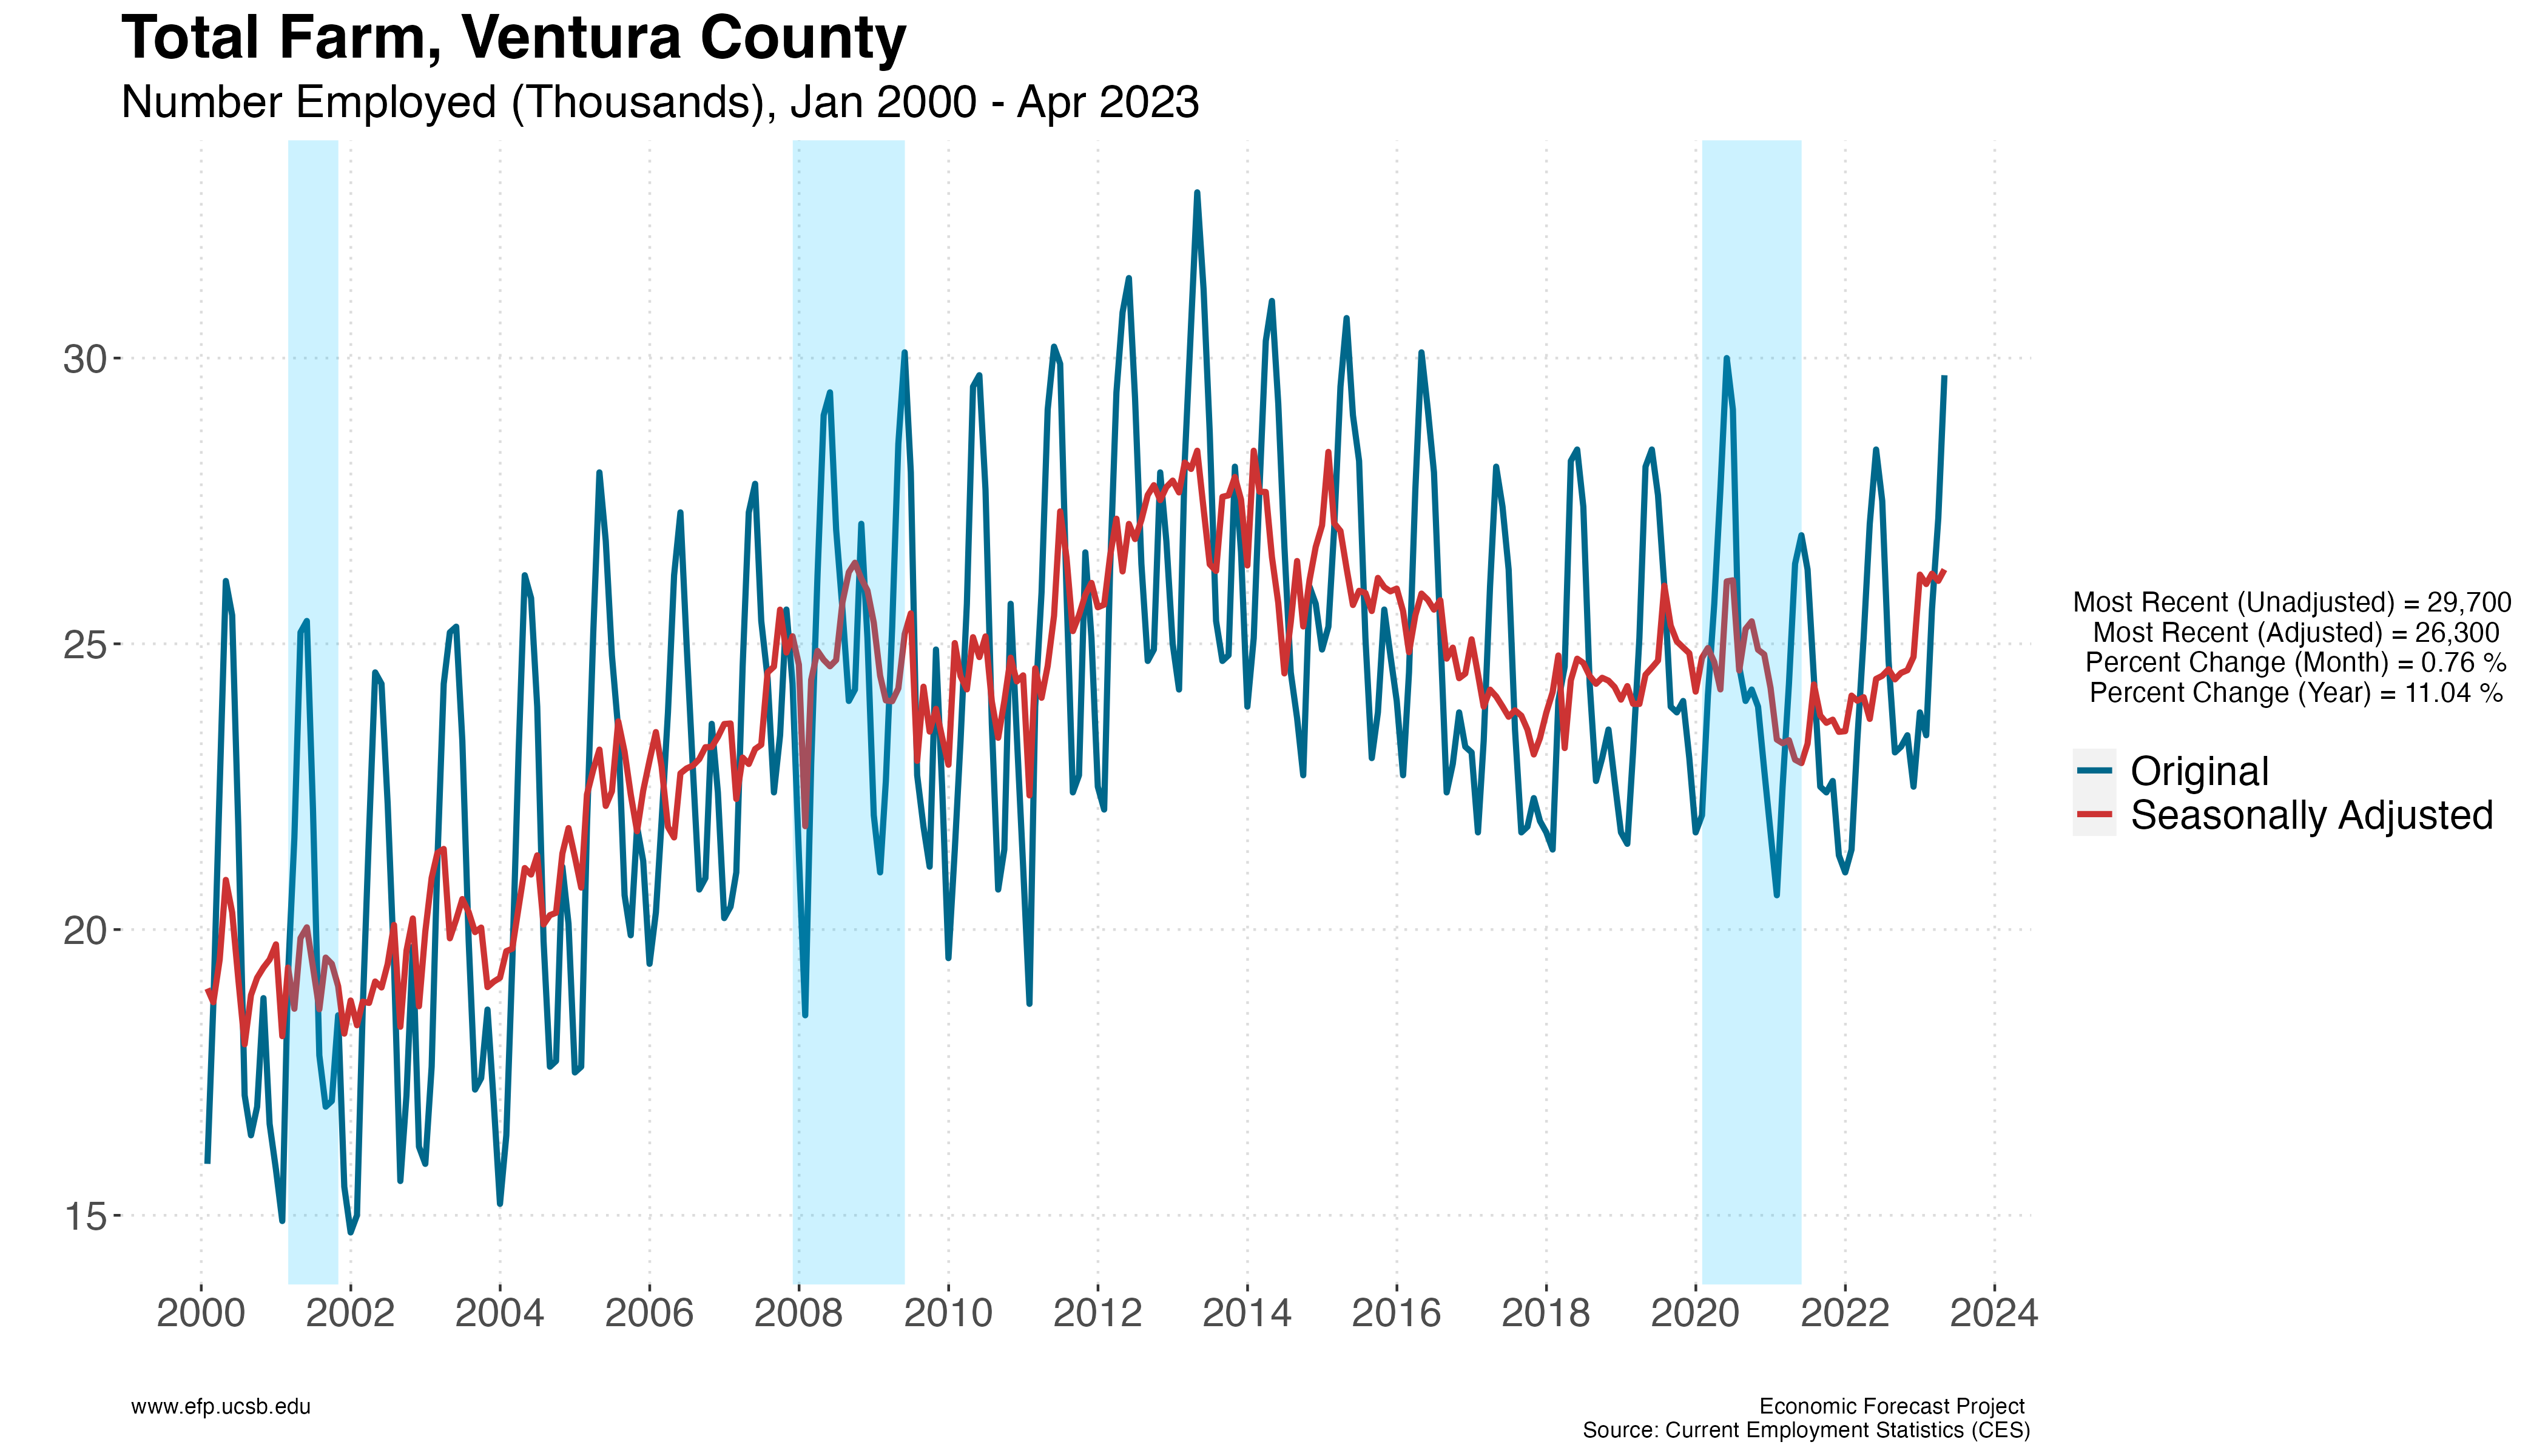 Total Farm, Ventura County
Number Employed (Thousands), Jan 2000 - Apr 2023
30
25
20
15
2000 2002 2004 2006 2008 2010 2012 2014 2016 2018 2020 2022 2024
Most Recent (Unadjusted) = 29,700
Most Recent (Adjusted) = 26,300
Percent Change (Month) = 0.76 %
Percent Change (Year) = 11.04 %
Original
Seasonally Adjusted
www.efp.ucsb.edu
Economic Forecast Project
Source: Current Employment Statistics (CES)